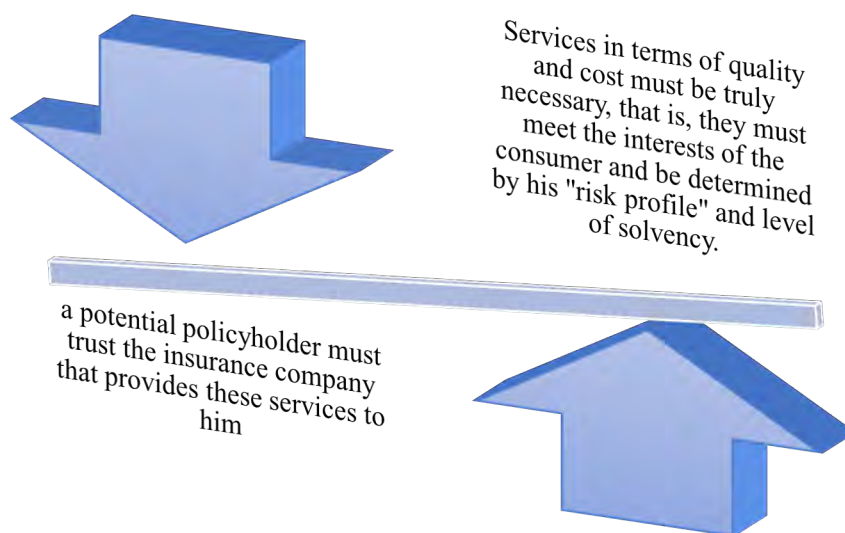 Services in terms of quality
and cost must be truly
necessary, that is, they must
meet the interests of the
consumer and be determined
by his "risk profile" and level
of solvency.
a potential policyholder must
trust the insurance company
that provides these services to
him